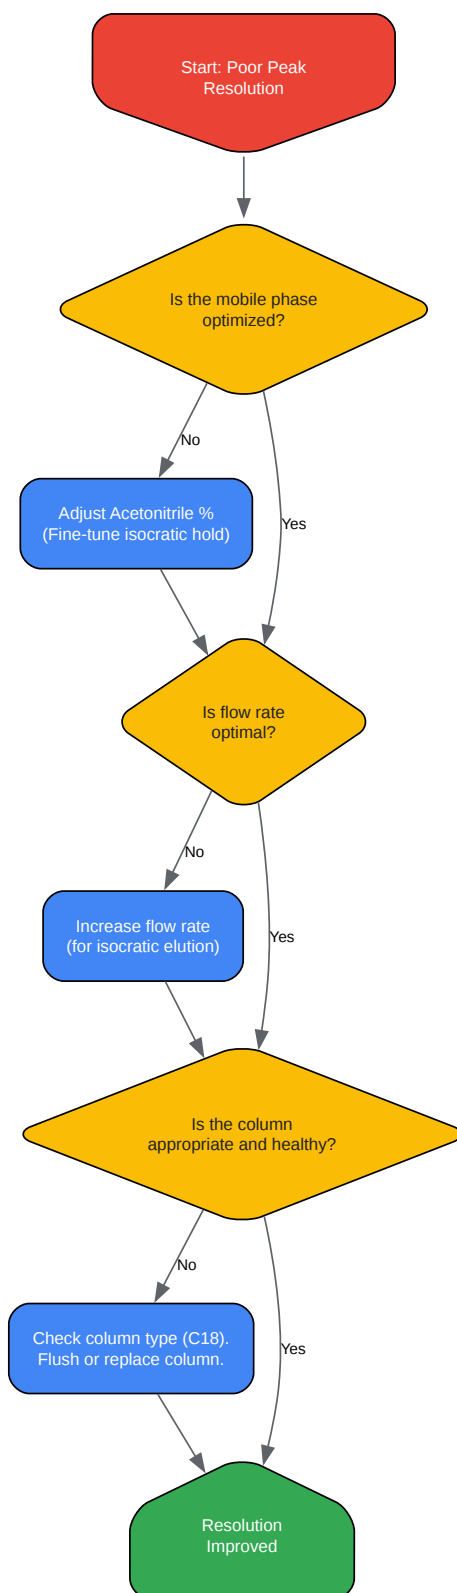 Start: Poor Peak
Resolution
Is the mobile phase
optimized?
No
Adjust Acetonitrile %
(Fine-tune isocratic hold)
Yes
Is flow rate
optimal?
No
Increase flow rate
(for isocratic elution)
Yes
Is the column
appropriate and healthy?
No
Check column type (C18).
Flush or replace column.
Yes
Resolution
Improved